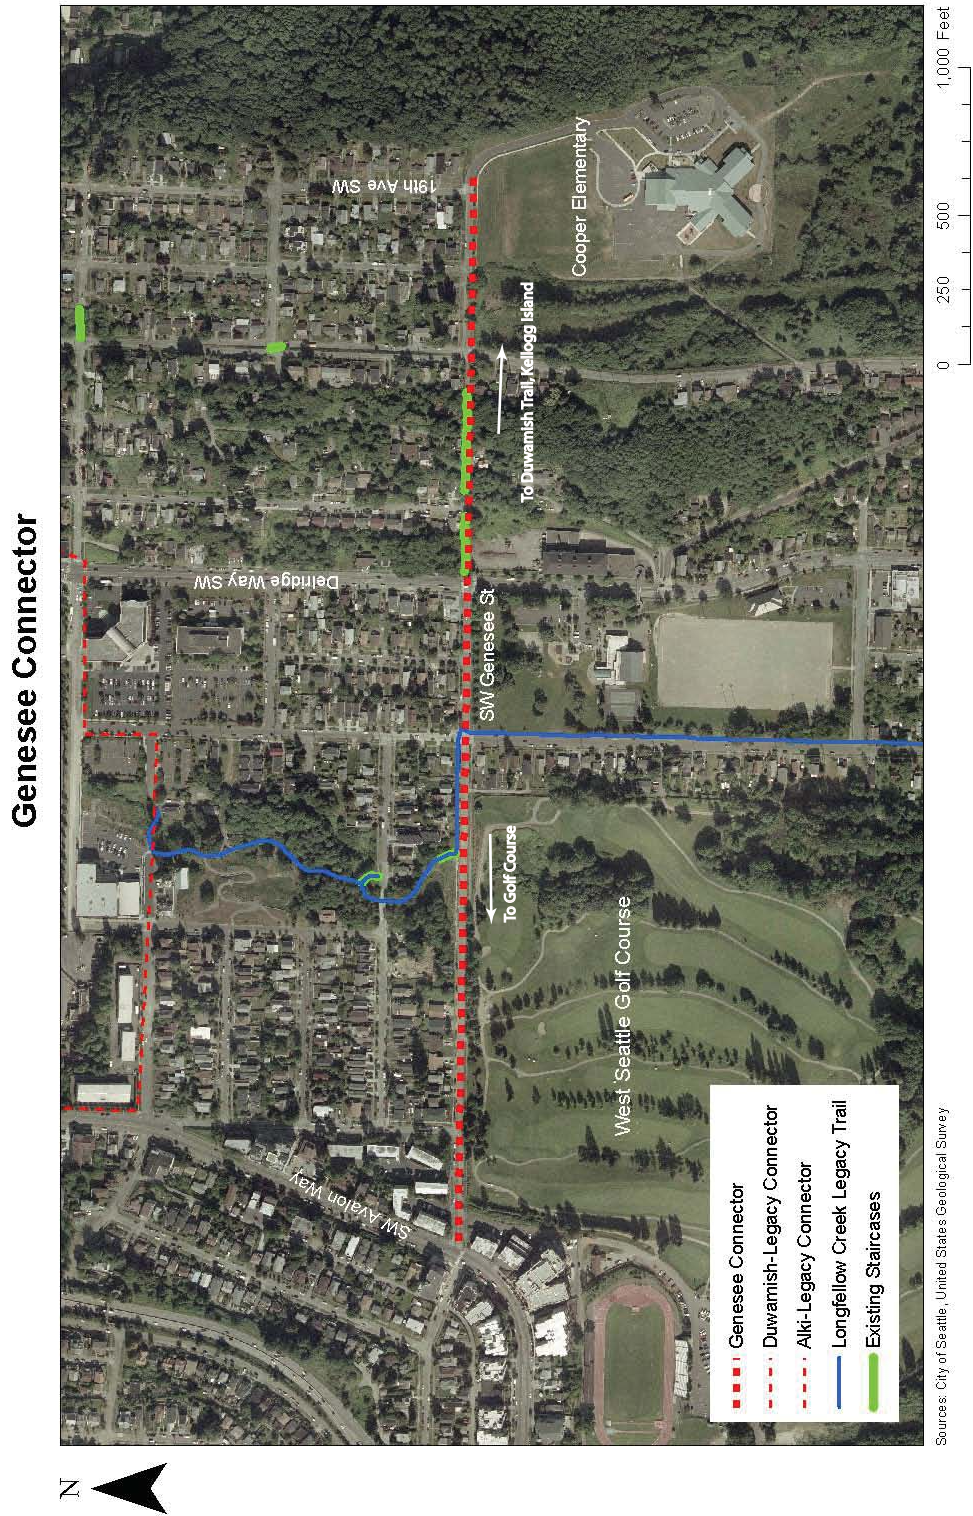 Genesee Connector
19th Ave SW
Delridge Way SW
SW Avalon Way
SW Genesee St
Cooper Elementary
To Duwamish Trail, Kellogg Island
To Golf Course
West Seattle Golf Course
Genesee Connector
Duwamish-Legacy Connector
Alki-Legacy Connector
Longfellow Creek Legacy Trail
Existing Staircases
N
Sources: City of Seattle, United States Geological Survey
0 250 500 1,000 Feet